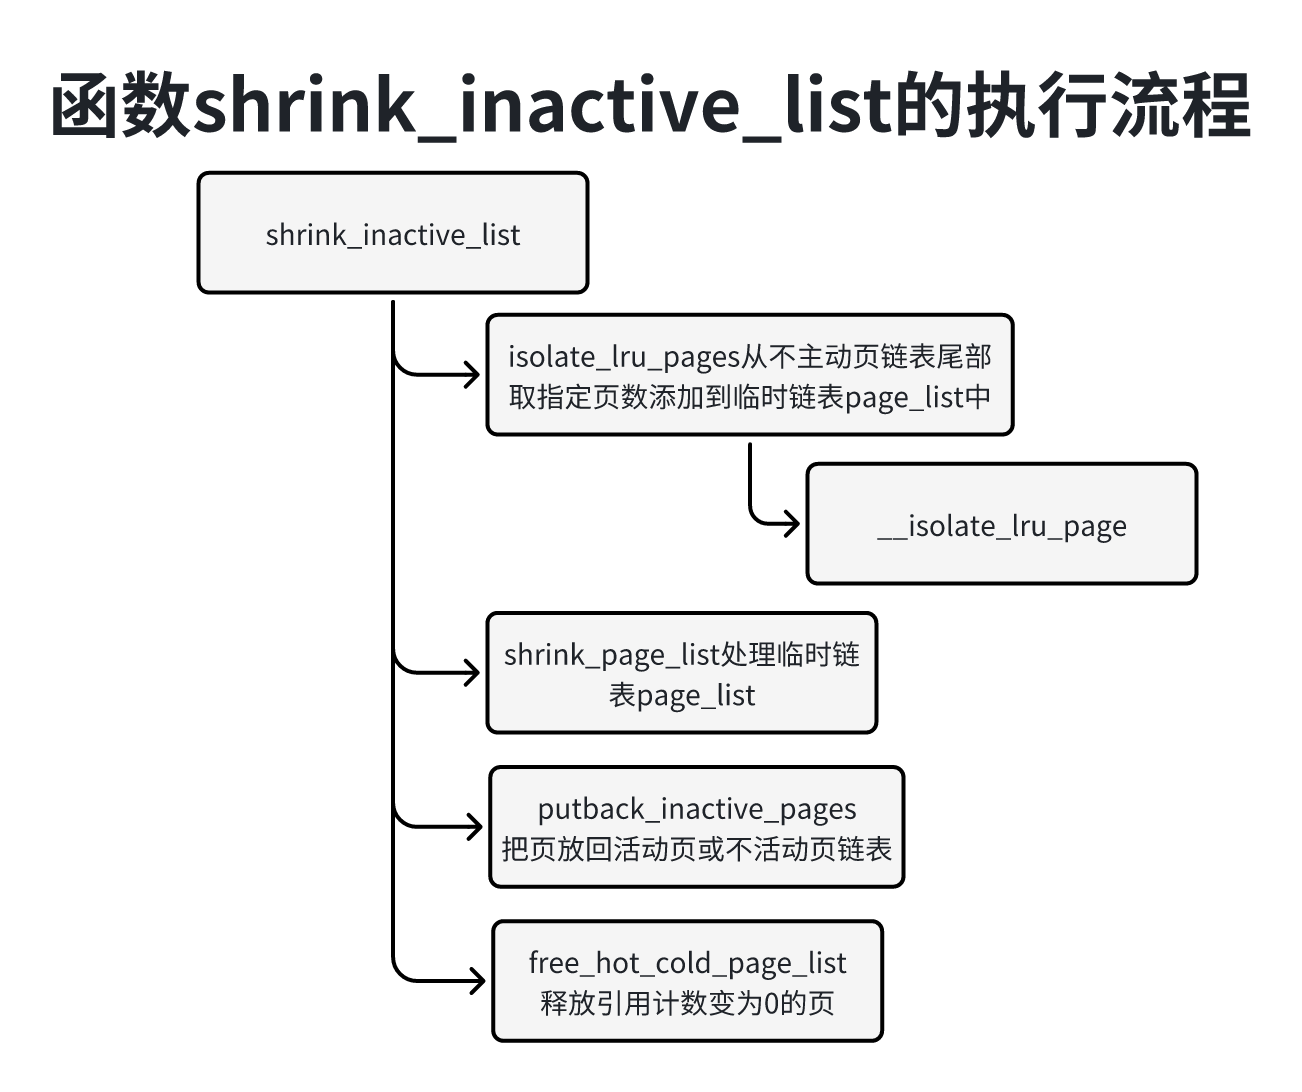 函数shrink_inactive_list的执行流程
shrink_inactive_list
isolate_lru_pages从不主动页链表尾部
取指定页数添加到临时链表page_list中
__isolate_lru_page
shrink_page_list处理临时链
表page_list
putback_inactive_pages
把页放回活动页或不活动页链表
free_hot_cold_page_list
释放引用计数变为0的页